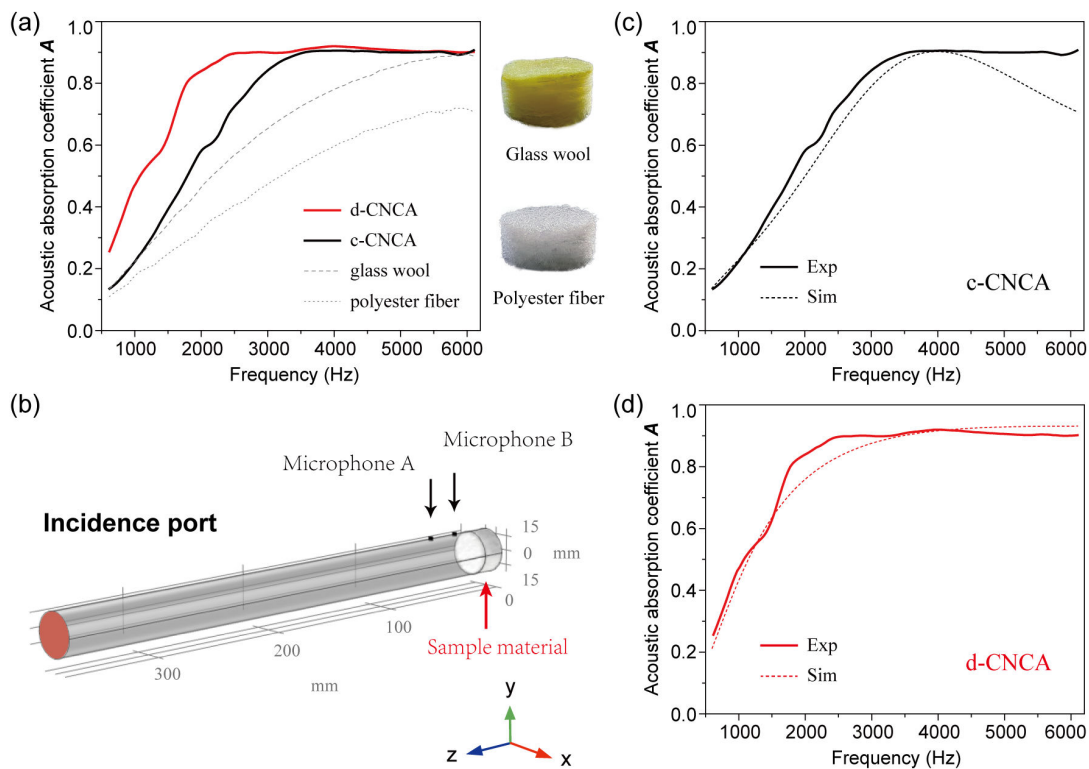 (a)
Acoustic absorption coefficient A
1.0
0.8
0.6
0.4
0.2
0.0
d-CNCA
c-CNCA
glass wool
polyester fiber
1000 2000 3000 4000 5000 6000
Frequency (Hz)
Glass wool
Polyester fiber
(b)
Microphone B
Microphone A
Incidence port
15
0 mm
15
0
100
200
300
mm
Sample material
y
z
x
(c)
Acoustic absorption coefficient A
1.0
0.8
0.6
0.4
0.2
0.0
Exp
Sim
c-CNCA
1000 2000 3000 4000 5000 6000
Frequency (Hz)
(d)
Acoustic absorption coefficient A
1.0
0.8
0.6
0.4
0.2
0.0
Exp
Sim
d-CNCA
1000 2000 3000 4000 5000 6000
Frequency (Hz)